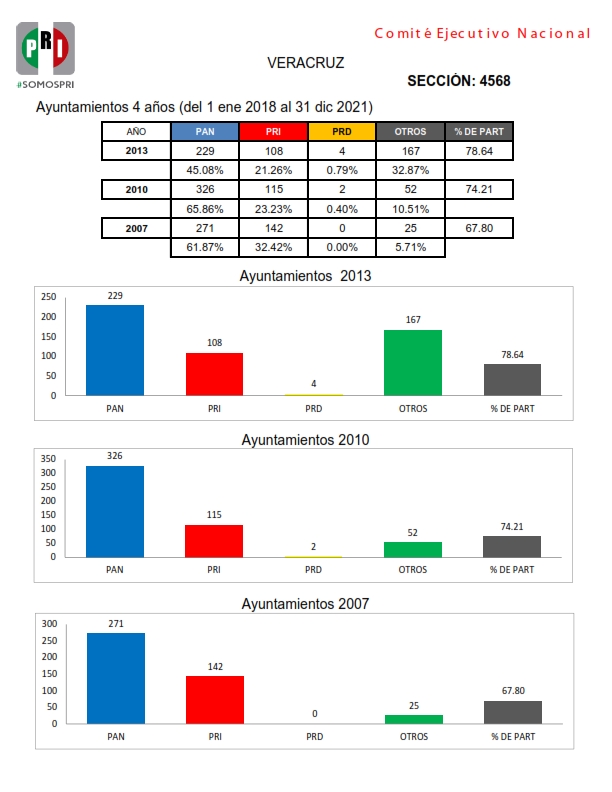 PRI
#SOMOSPRI
Comité Ejecutivo Nacional
VERACRUZ
SECCIÓN: 4568
Ayuntamientos 4 años (del 1 ene 2018 al 31 dic 2021)
AÑO PAN PRI PRD OTROS % DE PART
2013 229 108 4 167 78.64
45.08% 21.26% 0.79% 32.87%
2010 326 115 2 52 74.21
65.86% 23.23% 0.40% 10.51%
2007 271 142 0 25 67.80
61.87% 32.42% 0.00% 5.71%
Ayuntamientos 2013
250
200
150
100
50
0
229 108 4 167 78.64
PAN PRI PRD OTROS % DE PART
Ayuntamientos 2010
350
300
250
200
150
100
50
0
326 115 2 52 74.21
PAN PRI PRD OTROS % DE PART
Ayuntamientos 2007
300
250
200
150
100
50
0
271 142 0 25 67.80
PAN PRI PRD OTROS % DE PART